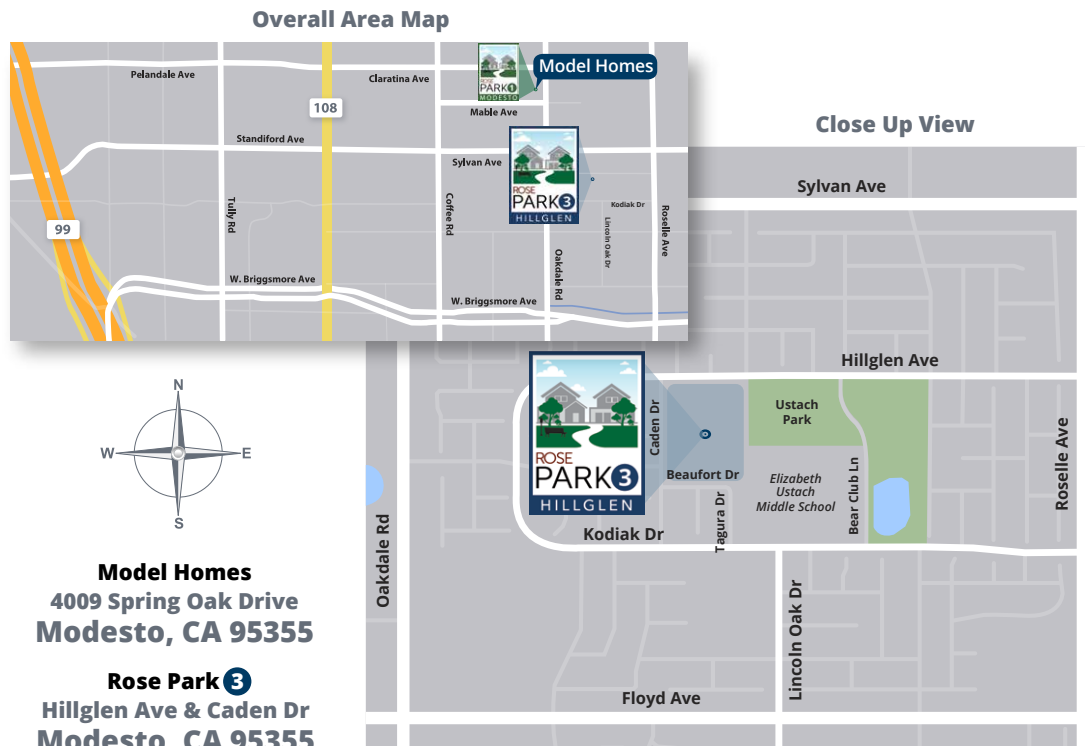 Overall Area Map
Pelandale Ave
Claratina Ave
ROSE
PARK 1
MODESTO
Model Homes
108
Mable Ave
Standiford Ave
Sylvan Ave
ROSE
PARK 3
HILLGLEN
Tully Rd
Coffee Rd
Kodiak Dr
Lincoln Oak Dr
Roselle Ave
99
Oakdale Rd
W. Briggsmore Ave
W. Briggsmore Ave
Close Up View
Sylvan Ave
Hillglen Ave
ROSE
PARK 3
HILLGLEN
Caden Dr
Ustach
Park
Beaufort Dr
Elizabeth
Ustach
Middle School
Bear Club Ln
Roselle Ave
Tagura Dr
Kodiak Dr
Oakdale Rd
Lincoln Oak Dr
Floyd Ave
N
W
E
S
Model Homes
4009 Spring Oak Drive
Modesto, CA 95355
Rose Park 3
Hillglen Ave & Caden Dr
Modesto, CA 95355